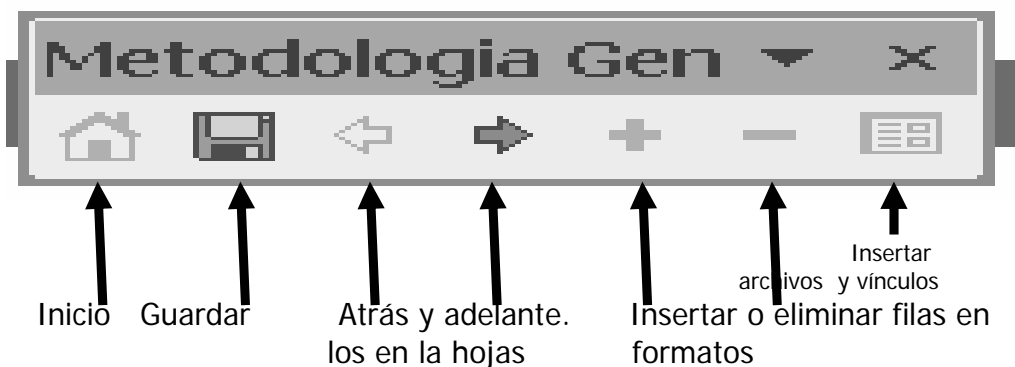 Metodologia Gen
Insertar
archivos y vínculos
Inicio Guardar Atrás y adelante. Insertar o eliminar filas en
los en la hojas formatos